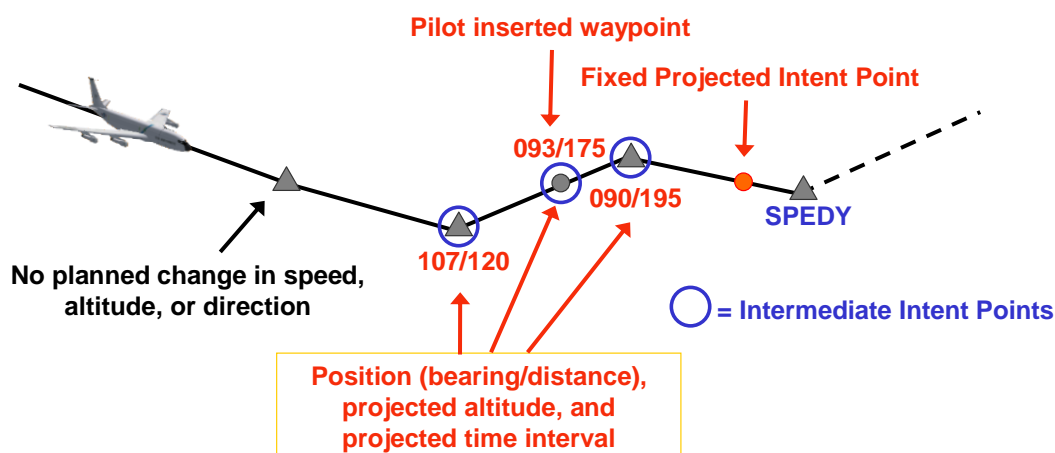 Pilot inserted waypoint
Fixed Projected Intent Point
093/175
090/195
SPEDY
107/120
No planned change in speed,
altitude, or direction
= Intermediate Intent Points
Position (bearing/distance),
projected altitude, and
projected time interval